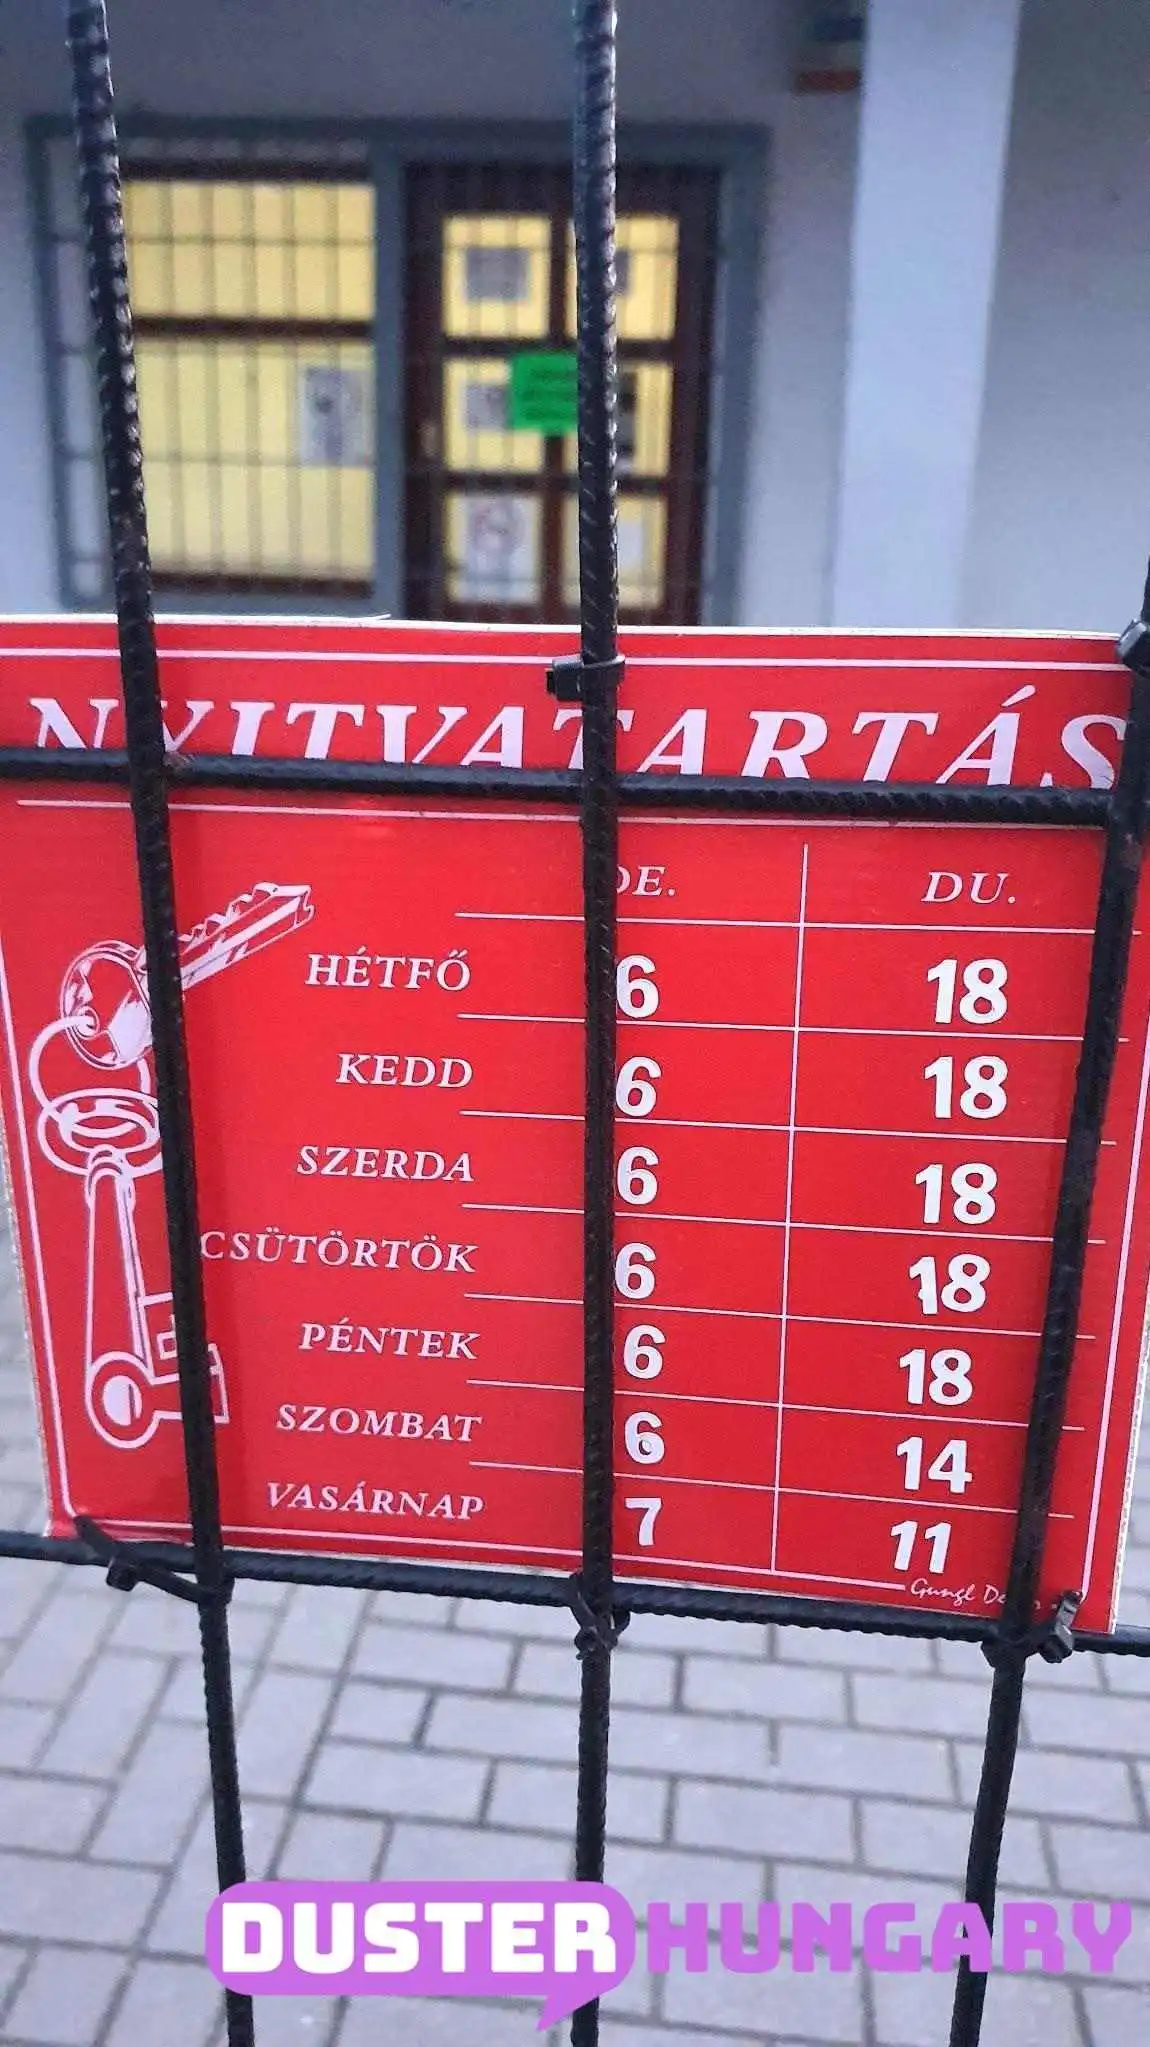 NYITVATARTÁS
DE. DU.
HÉTFŐ 6 18
KEDD 6 18
SZERDA 6 18
CSÜTÖRTÖK 6 18
PÉNTEK 6 18
SZOMBAT 6 14
VASÁRNAP 7 11
Gungl
DUSTER HUNGARY